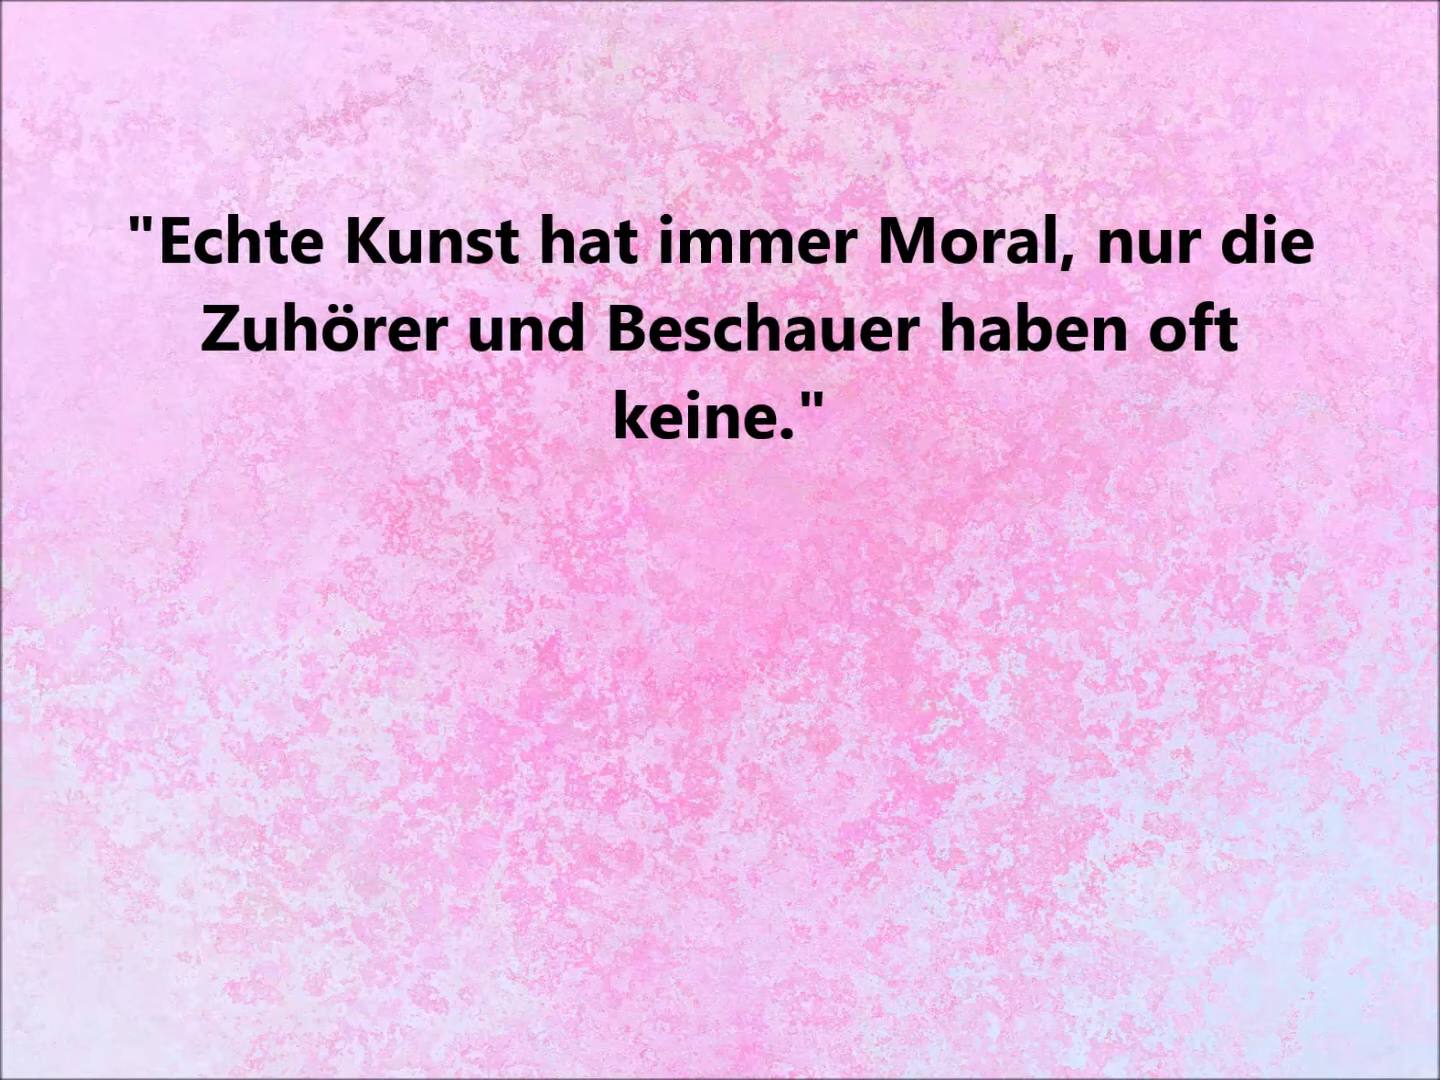 "Echte Kunst hat immer Moral, nur die
Zuhörer und Beschauer haben oft
keine."